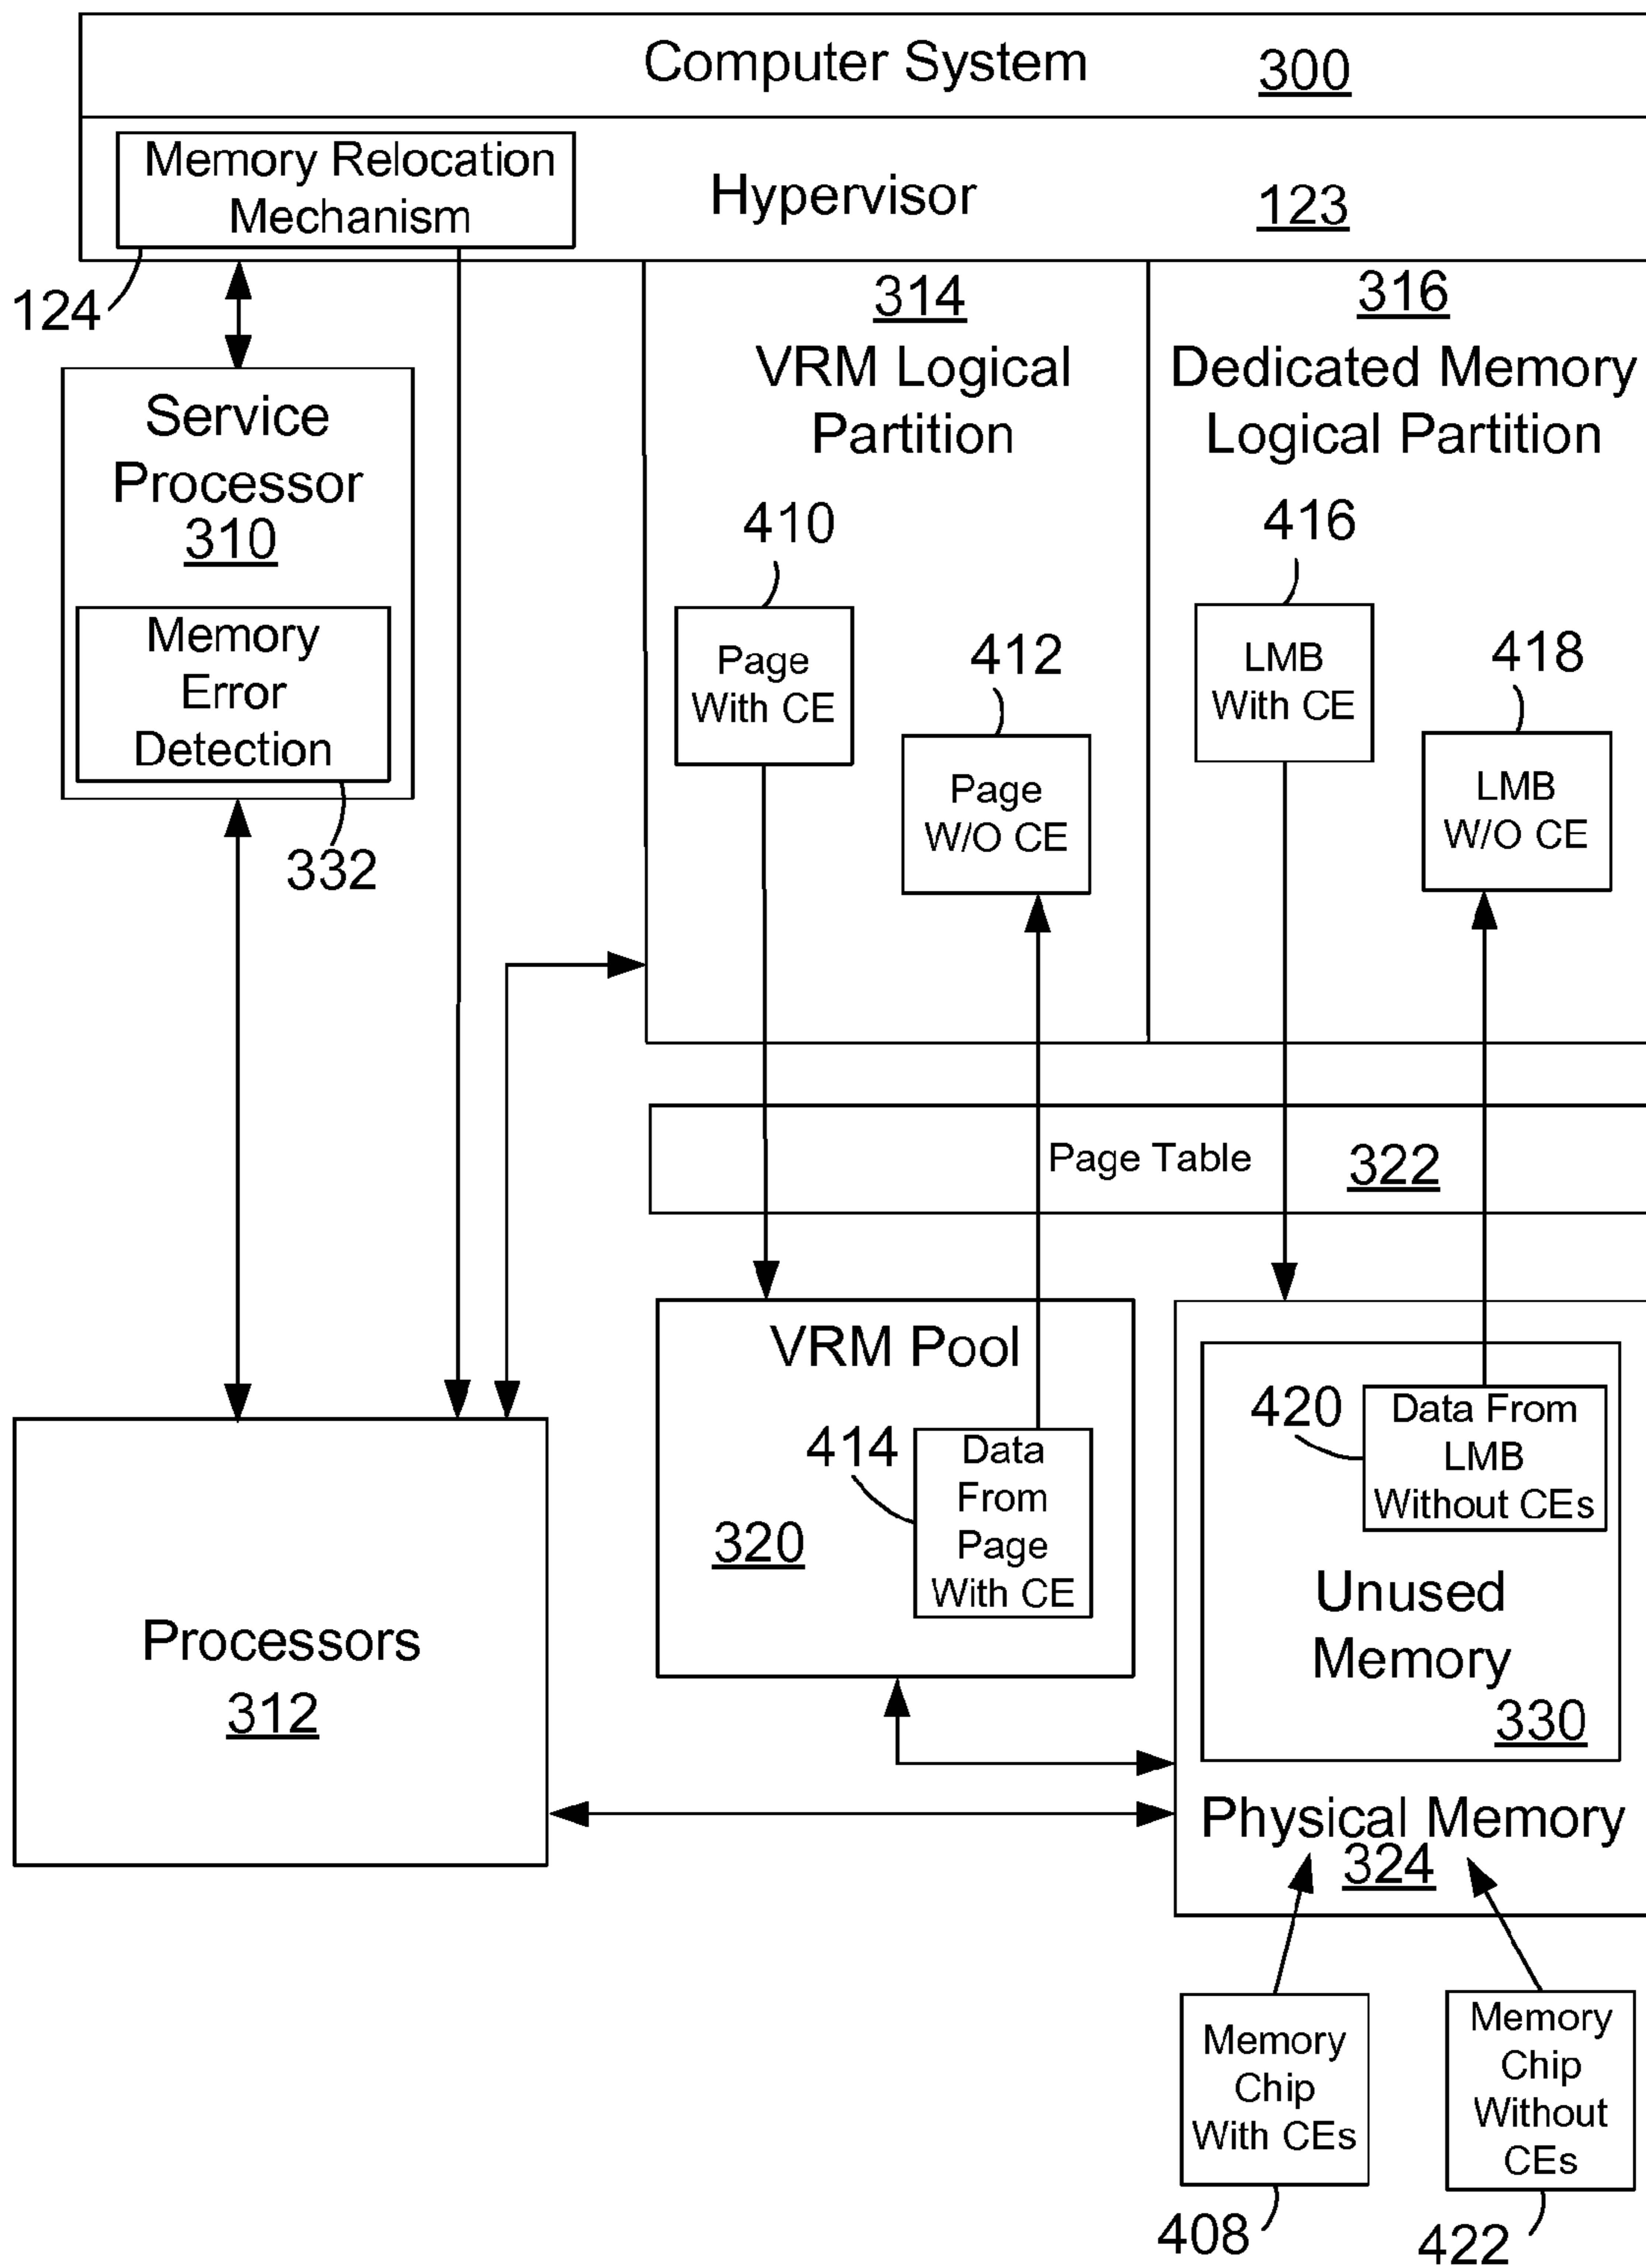 Computer System 300
Memory Relocation
Mechanism
Hypervisor 123
124
314
VRM Logical
Partition
316
Dedicated Memory
Logical Partition
Service
Processor
310
Memory
Error
Detection
332
410
Page
With CE
412
Page
W/O CE
416
LMB
With CE
418
LMB
W/O CE
Page Table 322
VRM Pool
320
414
Data
From
Page
With CE
420
Data From
LMB
Without CEs
Unused
Memory
330
Processors
312
Physical Memory
324
Memory
Chip
With CEs
408
Memory
Chip
Without
CEs
422